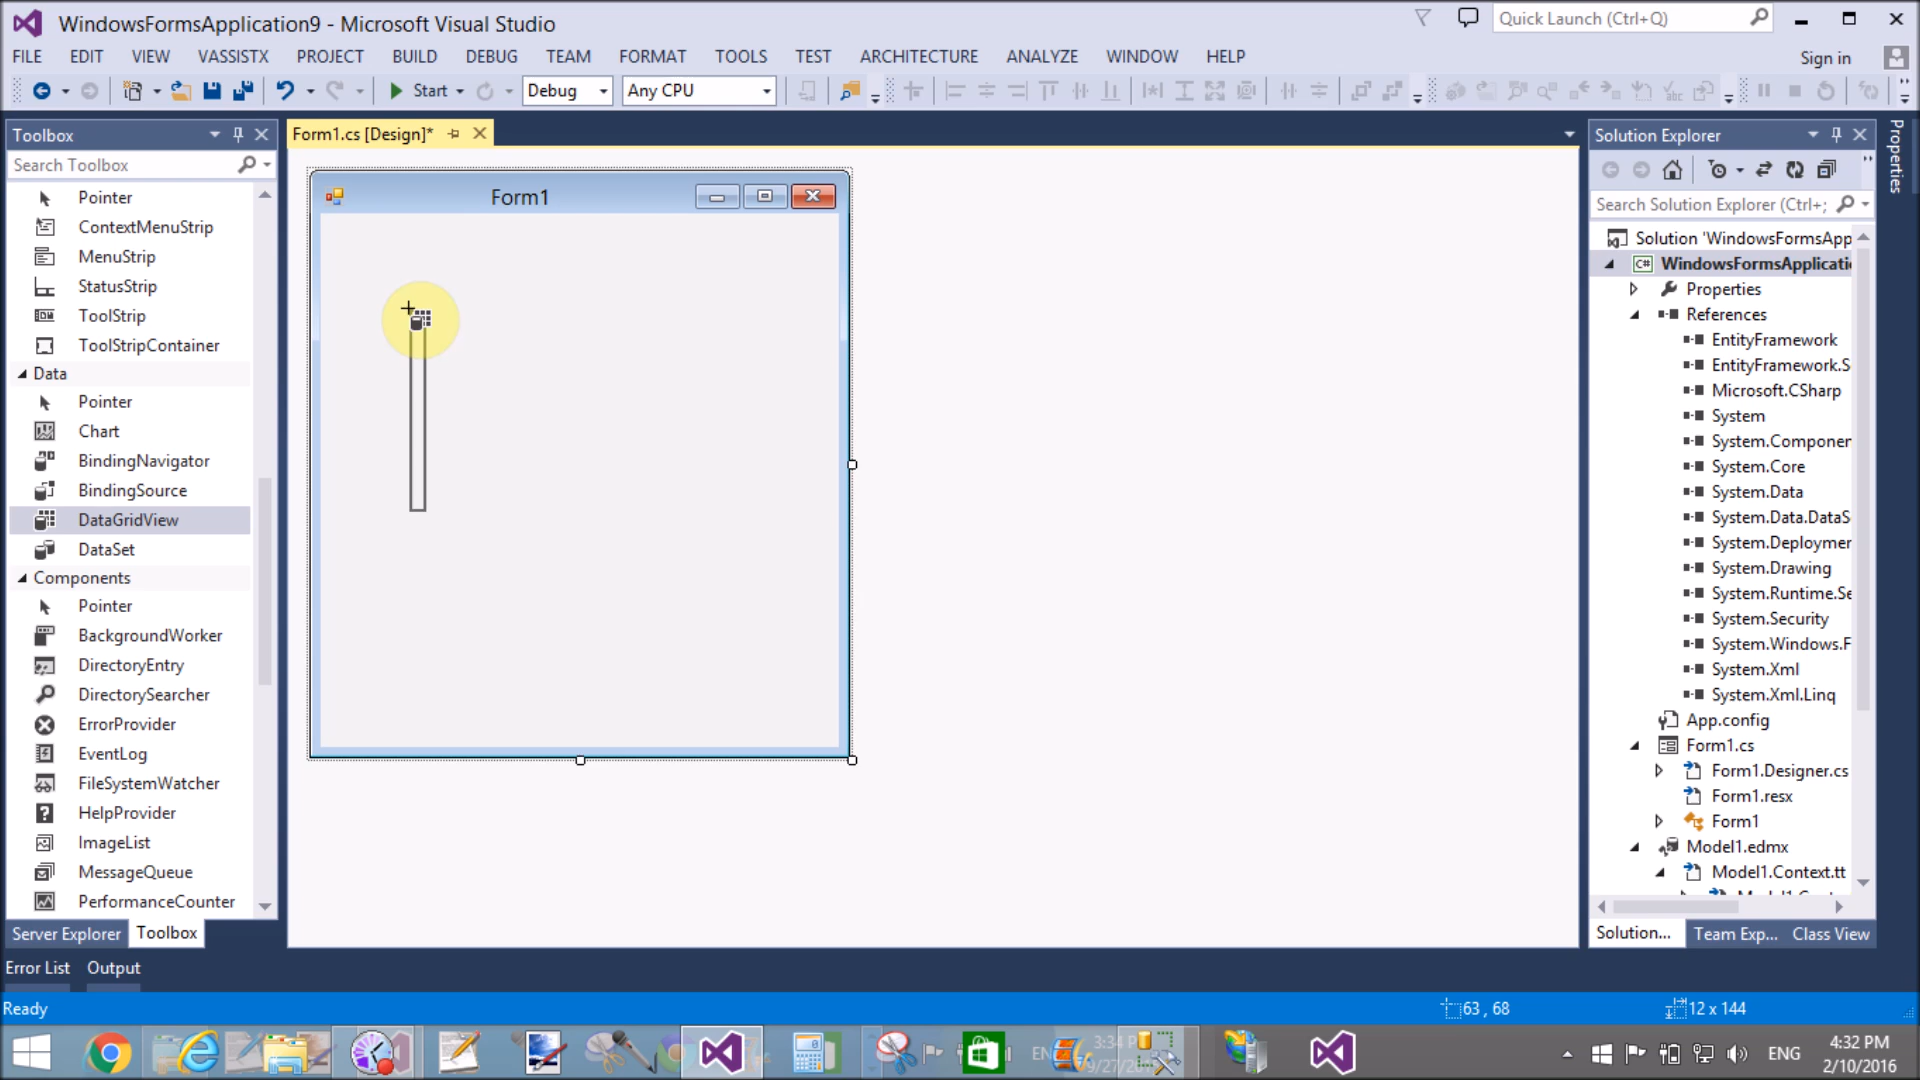 WindowsFormsApplication9 - Microsoft Visual Studio
Quick Launch (Ctrl+Q)
FILE EDIT VIEW VASSISTX PROJECT BUILD DEBUG TEAM FORMAT TOOLS TEST ARCHITECTURE ANALYZE WINDOW HELP
Sign in
Start Debug Any CPU
Toolbox
Search Toolbox
Pointer
ContextMenuStrip
MenuStrip
StatusStrip
ToolStrip
ToolStripContainer
Data
Pointer
Chart
BindingNavigator
BindingSource
DataGridView
DataSet
Components
Pointer
BackgroundWorker
DirectoryEntry
DirectorySearcher
ErrorProvider
EventLog
FileSystemWatcher
HelpProvider
ImageList
MessageQueue
PerformanceCounter
Server Explorer Toolbox
Form1.cs [Design]*
Form1
Solution Explorer
Search Solution Explorer (Ctrl+;
Solution 'WindowsFormsApp
C# WindowsFormsApplicati
Properties
References
EntityFramework
EntityFramework.S
Microsoft.CSharp
System
System.Componen
System.Core
System.Data
System.Data.DataS
System.Deploymen
System.Drawing
System.Runtime.Se
System.Security
System.Windows.F
System.Xml
System.Xml.Linq
App.config
Form1.cs
Form1.Designer.cs
Form1.resx
Form1
Model1.edmx
Model1.Context.tt
Solution... Team Exp... Class View
Properties
Error List Output
Ready
63 , 68
12 x 144
ENG
4:32 PM
2/10/2016